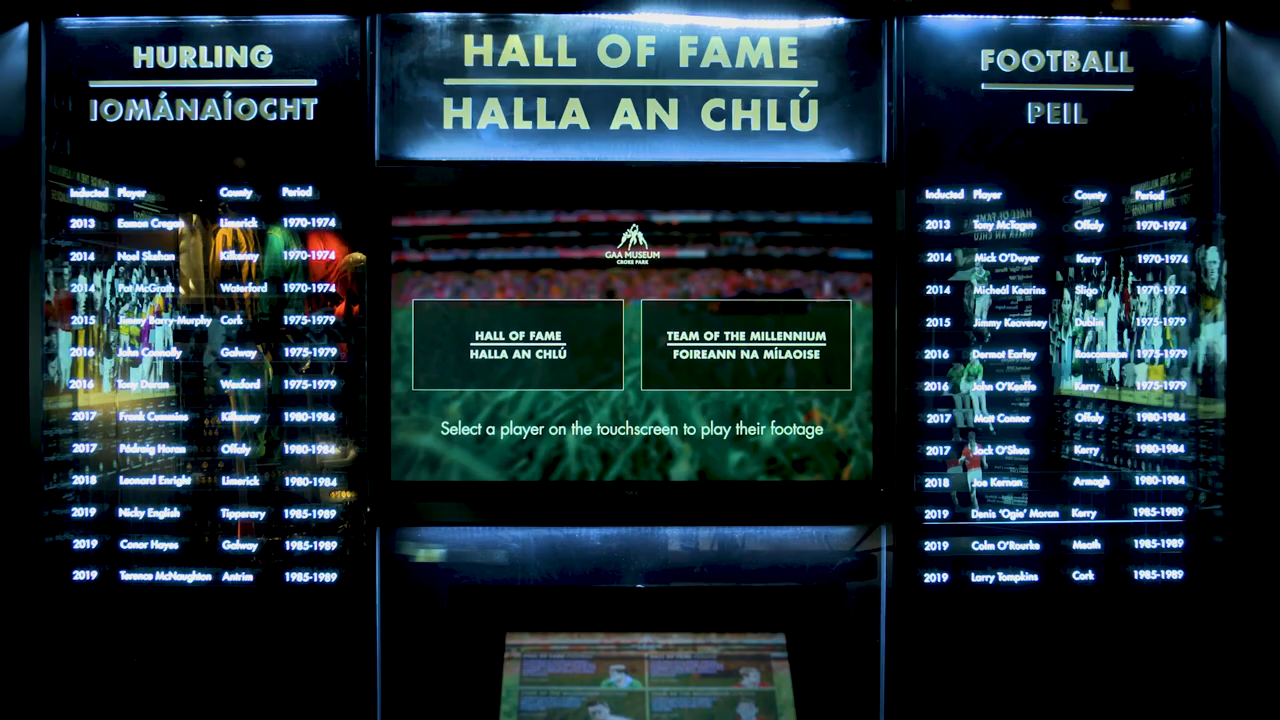 HURLING
IOMÁNAÍOCHT
Inducted Player County Period
2013 Eamon Cregan Limerick 1970-1974
2014 Noel Skehan Kilkenny 1970-1974
2014 Pat McGrath Waterford 1970-1974
2015 Jimmy Barry-Murphy Cork 1975-1979
2016 John Connolly Galway 1975-1979
2016 Tony Doran Wexford 1975-1979
2017 Frank Cummins Kilkenny 1980-1984
2017 Pádraig Horan Offaly 1980-1984
2018 Leonard Enright Limerick 1980-1984
2019 Nicky English Tipperary 1985-1989
2019 Conor Hayes Galway 1985-1989
2019 Terence McNaughton Antrim 1985-1989
HALL OF FAME
HALLA AN CHLÚ
GAA MUSEUM
CROKE PARK
HALL OF FAME
HALLA AN CHLÚ
TEAM OF THE MILLENNIUM
FOIREANN NA MÍLAOISE
Select a player on the touchscreen to play their footage
FOOTBALL
PEIL
Inducted Player County Period
2013 Tony McTague Offaly 1970-1974
2014 Mick O'Dwyer Kerry 1970-1974
2014 Micheál Kearins Sligo 1970-1974
2015 Jimmy Keaveney Dublin 1975-1979
2016 Dermot Earley Roscommon 1975-1979
2016 John O'Keeffe Kerry 1975-1979
2017 Matt Connor Offaly 1980-1984
2017 Jack O'Shea Kerry 1980-1984
2018 Joe Kernan Armagh 1980-1984
2019 Denis 'Ogie' Moran Kerry 1985-1989
2019 Colm O'Rourke Meath 1985-1989
2019 Larry Tompkins Cork 1985-1989